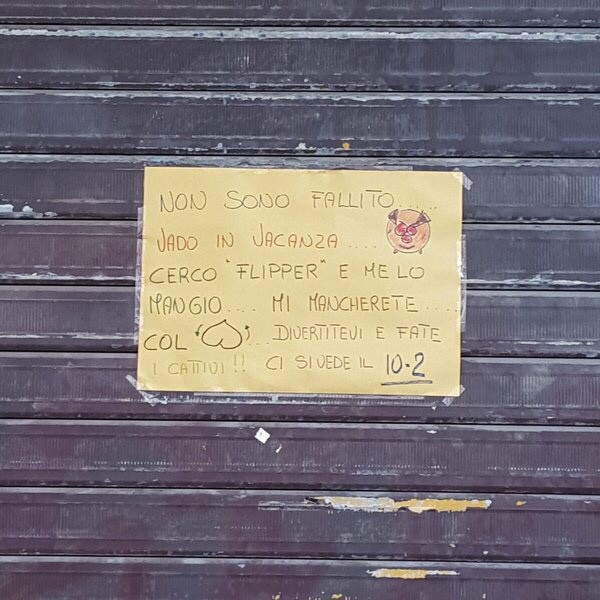 NON SONO FALLITO.....
VADO IN VACANZA ....
CERCO "FLIPPER" E ME LO
MANGIO.... MI MANCHERETE ....
COL ... DIVERTITEVI E FATE
I CATTIVI!! CI SI VEDE IL 10-2